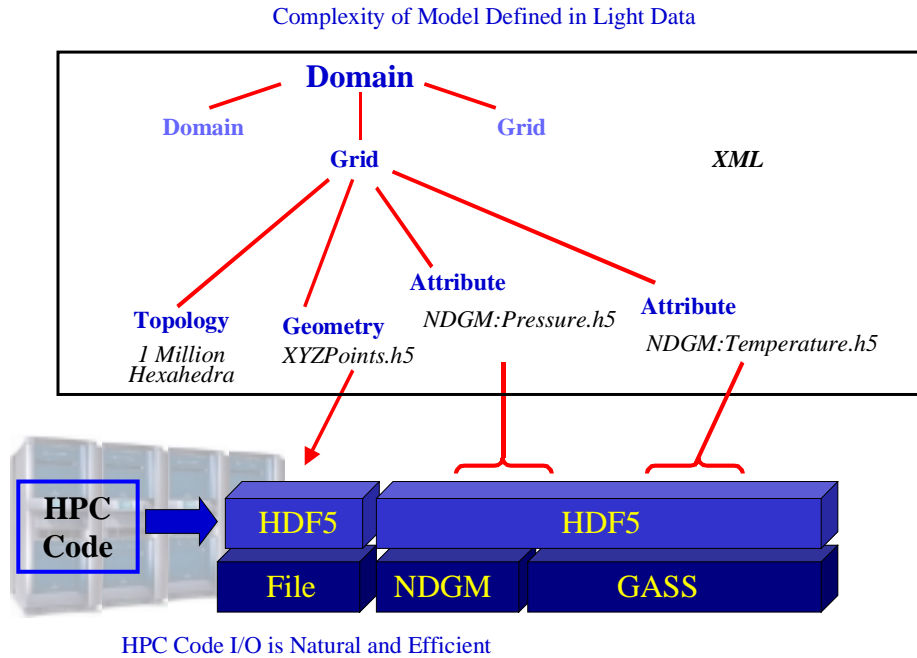 Complexity of Model Defined in Light Data
Domain
Domain
Grid
Grid
XML
Attribute
Attribute
Topology
Geometry
NDGM:Pressure.h5
NDGM:Temperature.h5
1 Million
Hexahedra
XYZPoints.h5
HPC
Code
HDF5
HDF5
File
NDGM
GASS
HPC Code I/O is Natural and Efficient